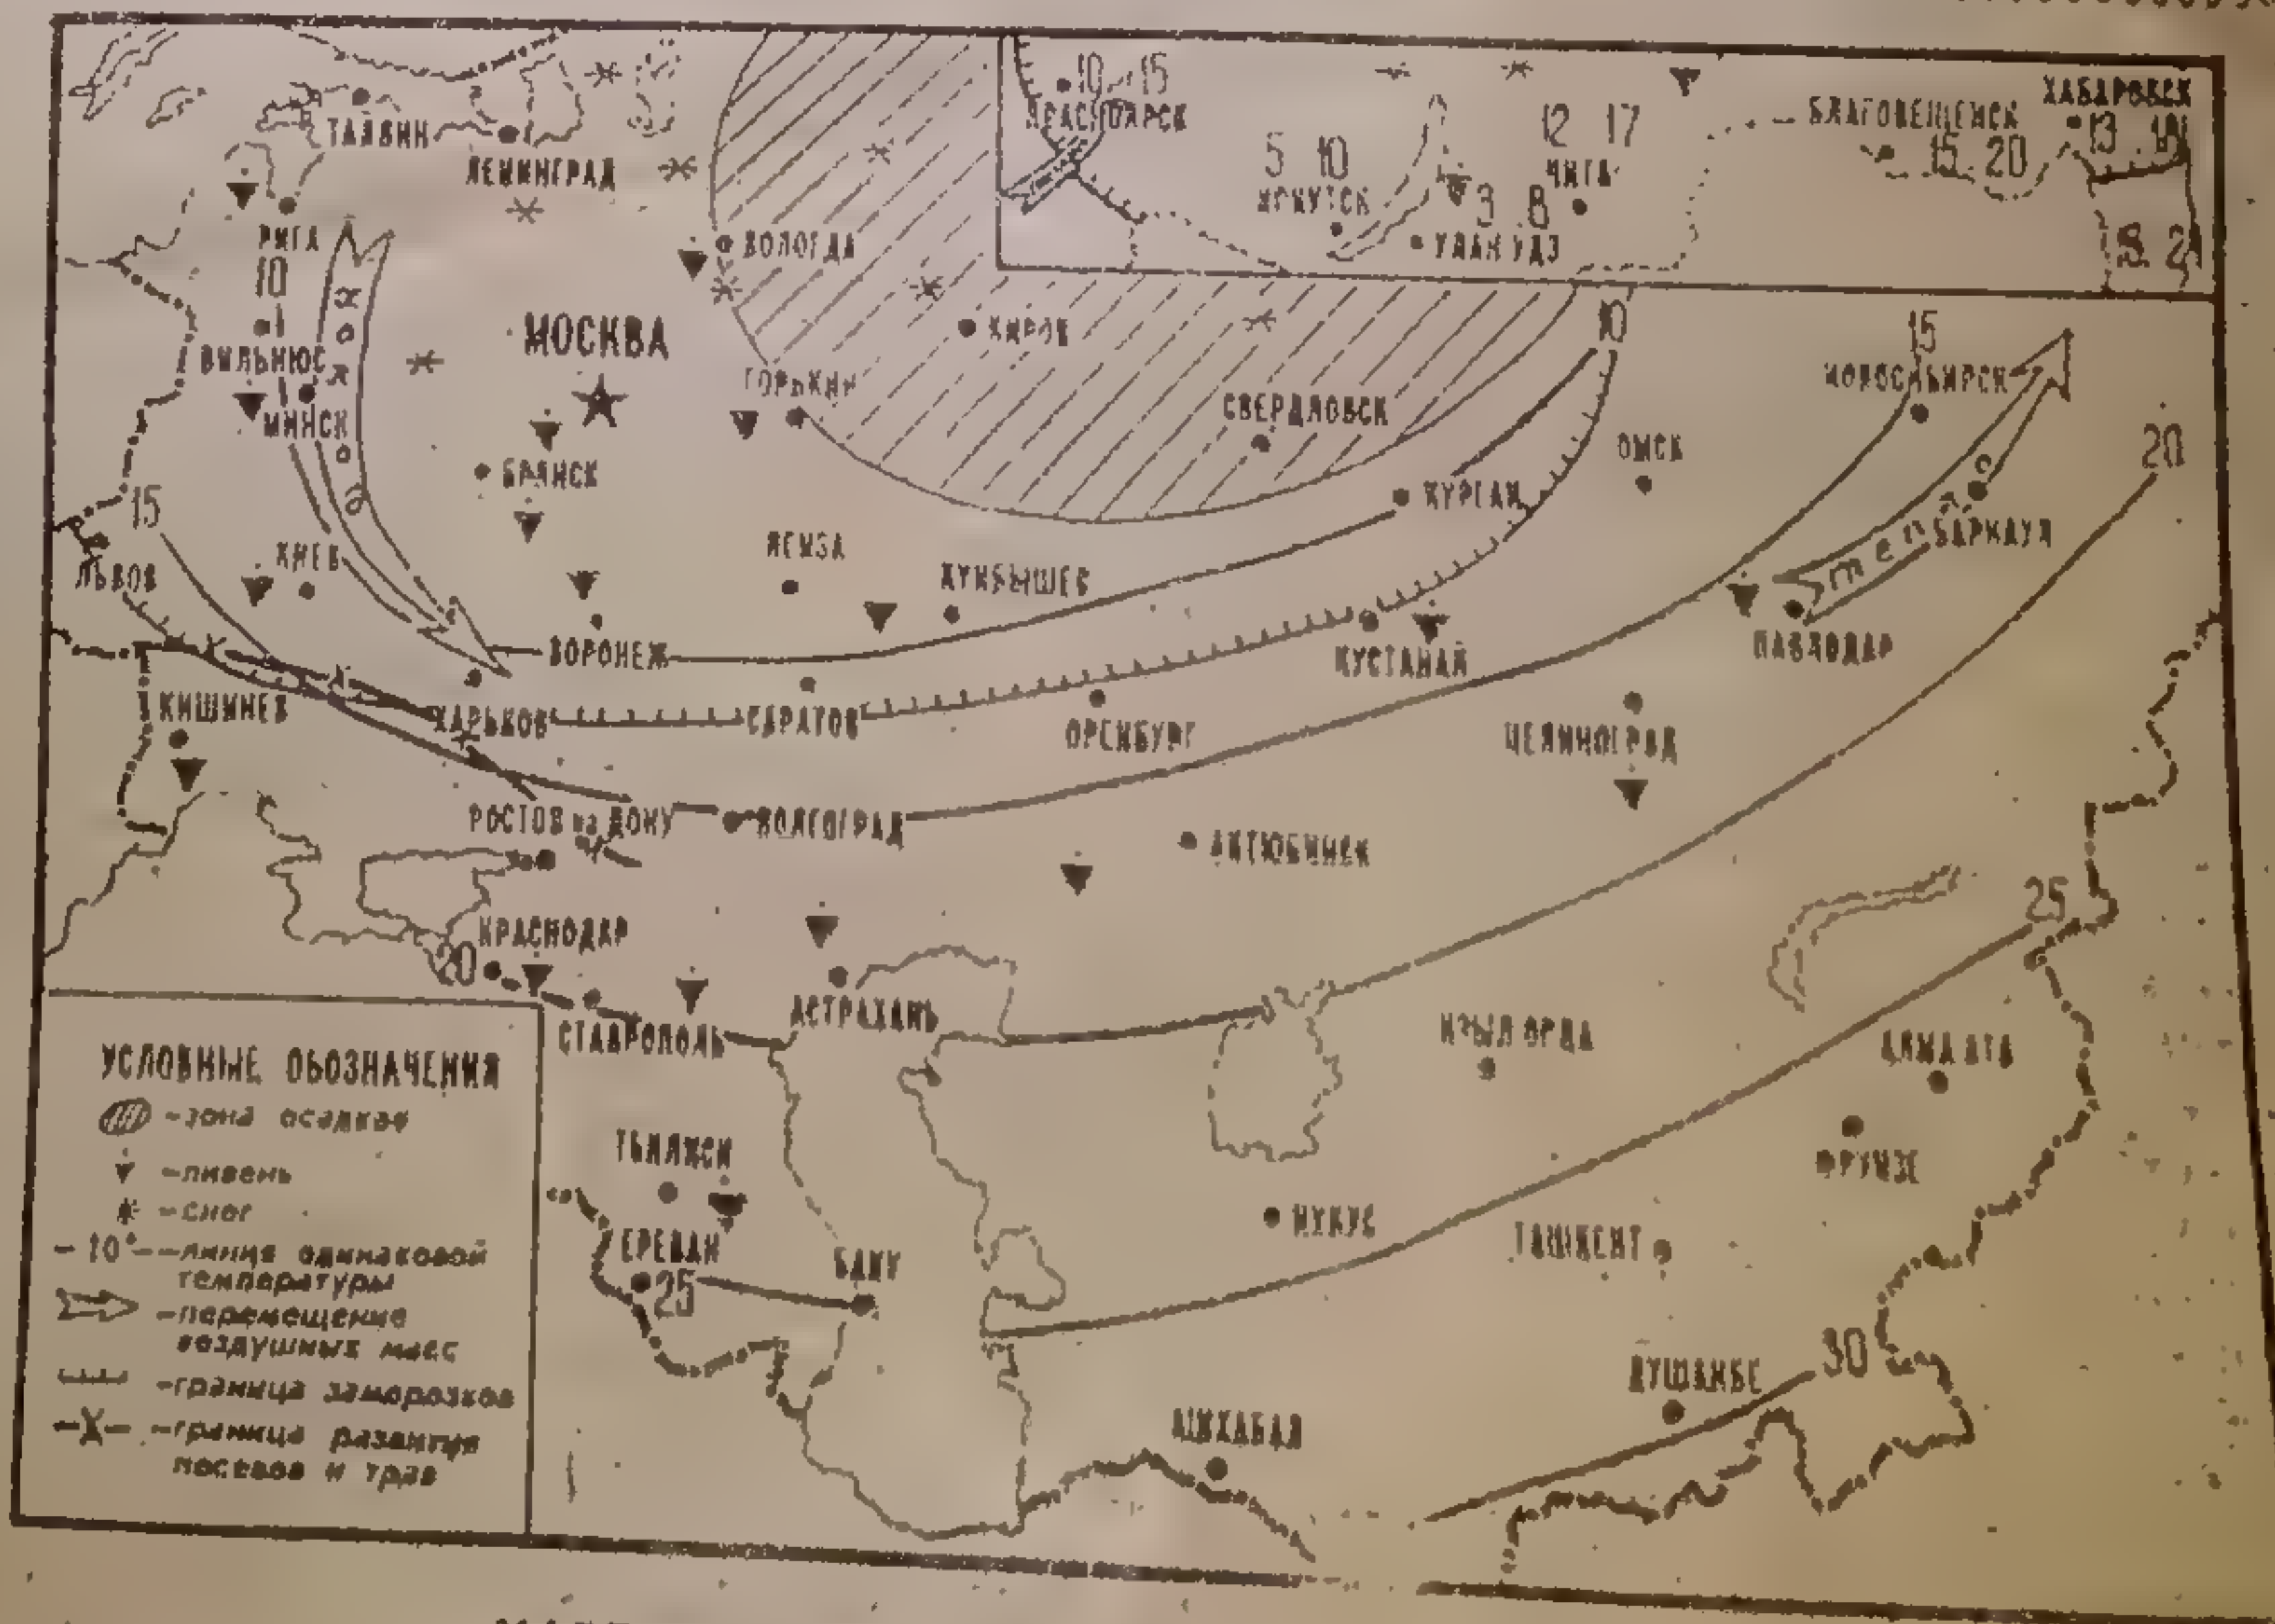 10 15
КРАСНОЯРСК
5 10
ИРКУТСК
12 17
ЧИТА
3 8
УЛАН УДЭ
БЛАГОВЕЩЕНСК
15 20
ХАБАРОВСК
13
ТАЛЛИН
ЛЕНИНГРАД
РИГА
10
ВИЛЬНЮС
МИНСК
ВОЛОГДА
МОСКВА
КИРОВ
ГОРЬКИЙ
СВЕРДЛОВСК
БРЯНСК
10
15
НОВОСИБИРСК
ОМСК
КУРГАН
20
БАРНАУЛ
15
ЛЬВОВ
КИЕВ
ПЕНЗА
КУЙБЫШЕВ
ВОРОНЕЖ
КУСТАНАЙ
ПАВЛОДАР
КИШИНЕВ
ХАРЬКОВ
САРАТОВ
ОРЕНБУРГ
ЦЕЛИНОГРАД
РОСТОВ на ДОНУ
ВОЛГОГРАД
АКТЮБИНСК
КРАСНОДАР
20
СТАВРОПОЛЬ
АСТРАХАНЬ
25
КЗЫЛ ОРДА
АЛМА АТА
ФРУНЗЕ
ТБИЛИСИ
ЕРЕВАН
25
БАКУ
НУКУС
ТАШКЕНТ
ДУШАНБЕ
30
АШХАБАД
УСЛОВНЫЕ ОБОЗНАЧЕНИЯ
-зона осадков
-ливень
-снег
-10°- -линия одинаковой
температуры
-перемещение
воздушных масс
-граница заморозков
-граница развития
посевов и трав